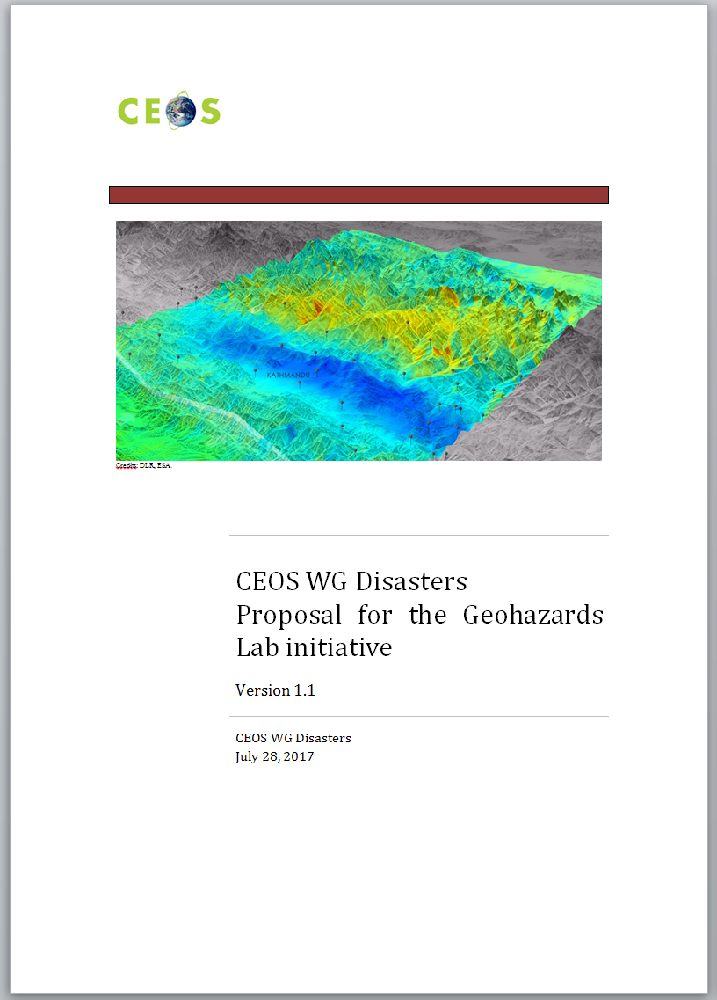 CEOS
KATHMANDU
Credits: DLR, ESA.
CEOS WG Disasters
Proposal for the Geohazards
Lab initiative
Version 1.1
CEOS WG Disasters
July 28, 2017